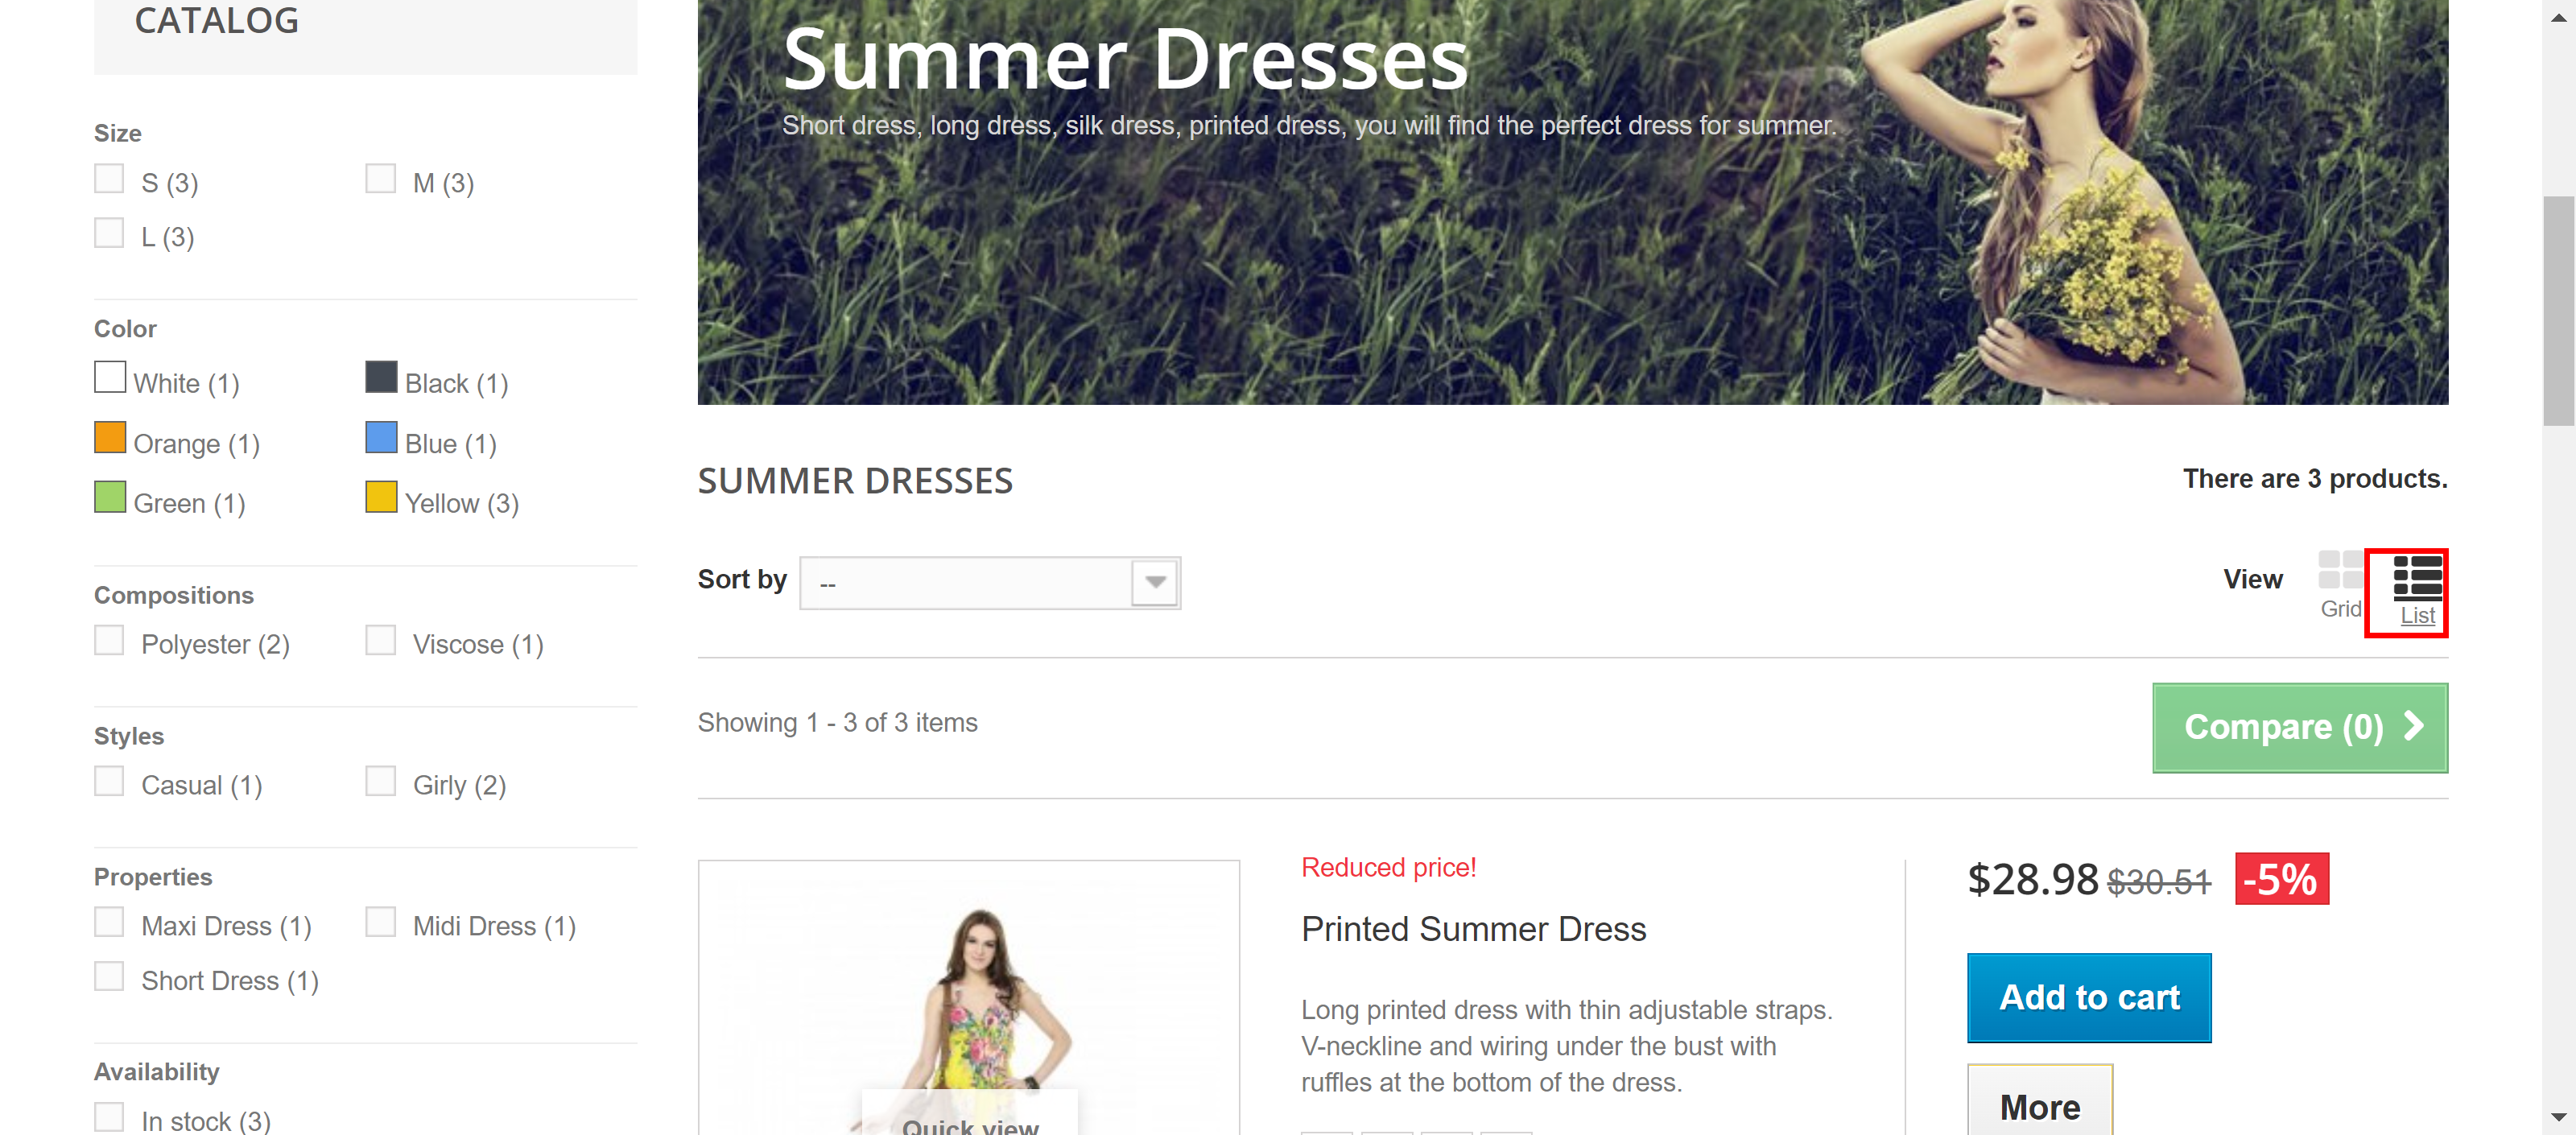 CATALOG
Size
S (3)
M (3)
L (3)
Color
White (1)
Black (1)
Orange (1)
Blue (1)
Green (1)
Yellow (3)
Compositions
Polyester (2)
Viscose (1)
Styles
Casual (1)
Girly (2)
Properties
Maxi Dress (1)
Midi Dress (1)
Short Dress (1)
Availability
In stock (3)
Summer Dresses
Short dress, long dress, silk dress, printed dress, you will find the perfect dress for summer.
SUMMER DRESSES
There are 3 products.
Sort by
--
View
Grid
List
Showing 1 - 3 of 3 items
Compare (0)
Quick view
Reduced price!
Printed Summer Dress
Long printed dress with thin adjustable straps.
V-neckline and wiring under the bust with
ruffles at the bottom of the dress.
$28.98 $30.51 -5%
Add to cart
More